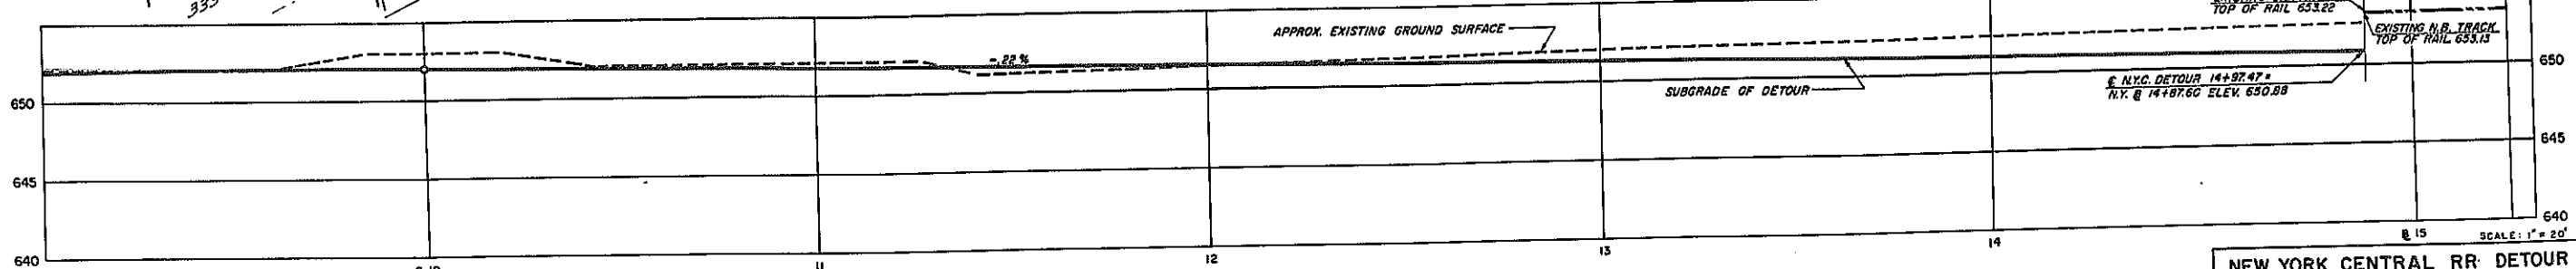 333
TOP OF RAIL 653.22
APPROX. EXISTING GROUND SURFACE
EXISTING N.B. TRACK
TOP OF RAIL 653.13
-.22 %
650
650
SUBGRADE OF DETOUR
℄ N.Y.C. DETOUR 14+97.47 =
N.Y. @ 14+87.60 ELEV. 650.88
645
645
640
640
11
12
13
14
15
SCALE: 1" = 20'
NEW YORK CENTRAL RR DETOUR